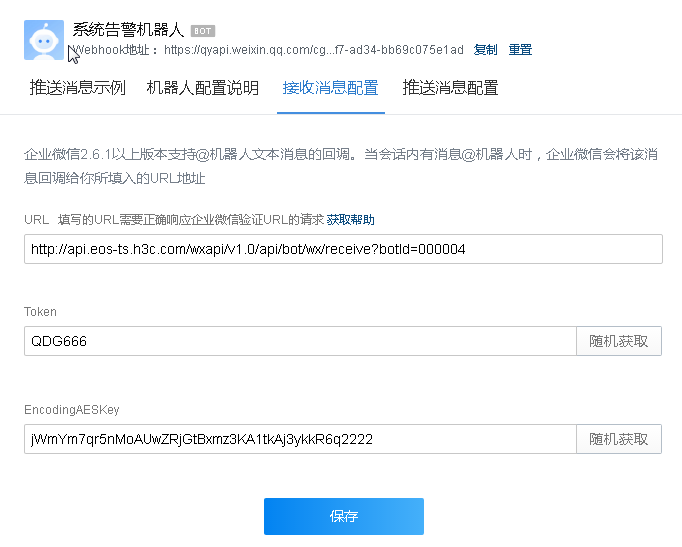 系统告警机器人 BOT
Webhook地址： https://qyapi.weixin.qq.com/cg...f7-ad34-bb69c075e1ad 复制 重置
推送消息示例 机器人配置说明 接收消息配置 推送消息配置
企业微信2.6.1以上版本支持@机器人文本消息的回调。当会话内有消息@机器人时，企业微信会将该消
息回调给你所填入的URL地址
URL 填写的URL需要正确响应企业微信验证URL的请求 获取帮助
http://api.eos-ts.h3c.com/wxapi/v1.0/api/bot/wx/receive?botId=000004
Token
QDG666 随机获取
EncodingAESKey
jWmYm7qr5nMoAUwZRjGtBxmz3KA1tkAj3ykkR6q2222 随机获取
保存